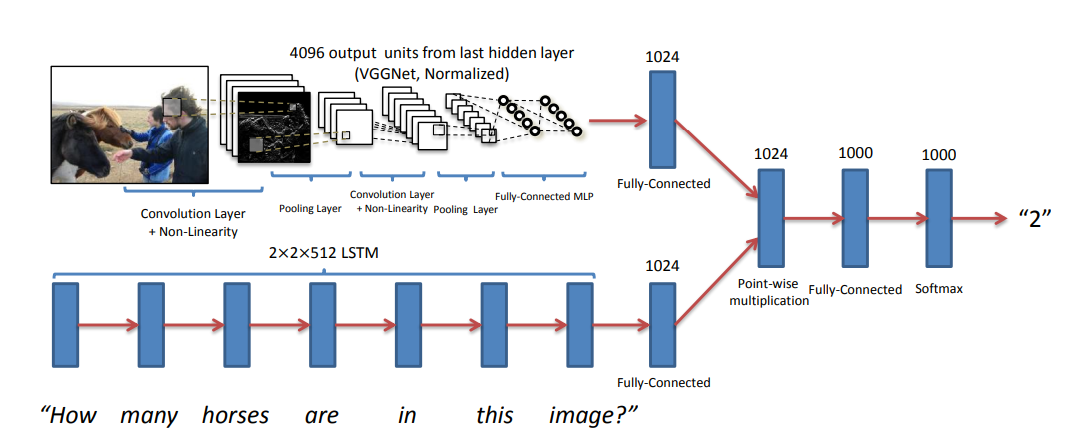 4096 output units from last hidden layer
(VGGNet, Normalized)
1024
Fully-Connected
Convolution Layer
+ Non-Linearity
Pooling Layer
Convolution Layer
+ Non-Linearity
Pooling Layer
Fully-Connected MLP
1024
1000
1000
"2"
Point-wise
multiplication
Fully-Connected
Softmax
2×2×512 LSTM
1024
Fully-Connected
"How many horses are in this image?"